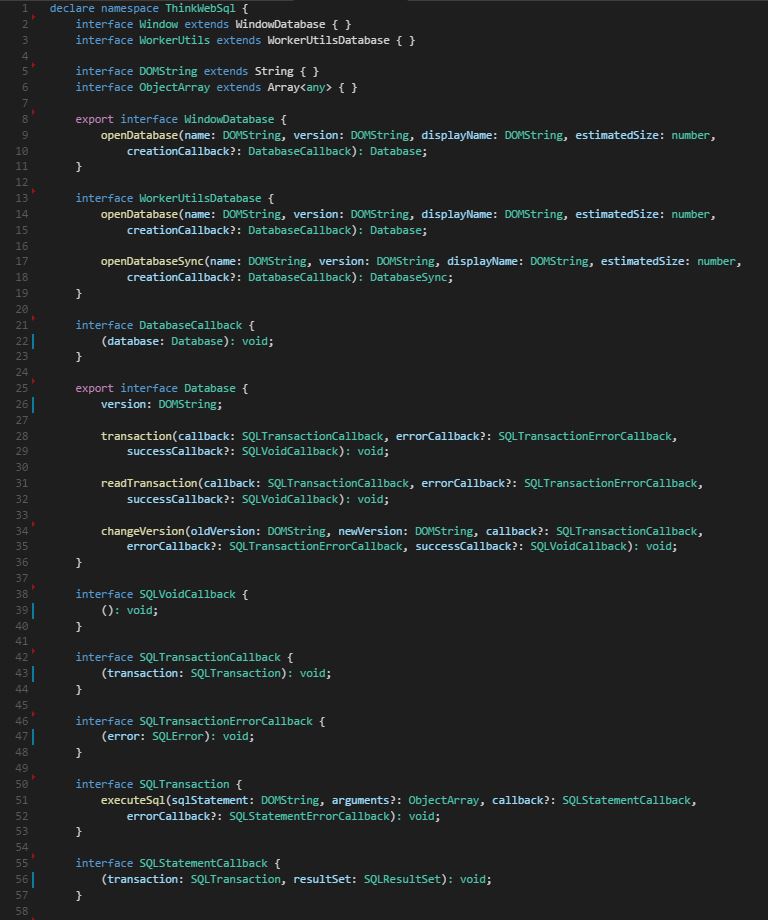 1 declare namespace ThinkWebSql {
2     interface Window extends WindowDatabase { }
3     interface WorkerUtils extends WorkerUtilsDatabase { }
4
5     interface DOMString extends String { }
6     interface ObjectArray extends Array<any> { }
7
8     export interface WindowDatabase {
9         openDatabase(name: DOMString, version: DOMString, displayName: DOMString, estimatedSize: number,
10             creationCallback?: DatabaseCallback): Database;
11     }
12
13     interface WorkerUtilsDatabase {
14         openDatabase(name: DOMString, version: DOMString, displayName: DOMString, estimatedSize: number,
15             creationCallback?: DatabaseCallback): Database;
16
17         openDatabaseSync(name: DOMString, version: DOMString, displayName: DOMString, estimatedSize: number,
18             creationCallback?: DatabaseCallback): DatabaseSync;
19     }
20
21     interface DatabaseCallback {
22         (database: Database): void;
23     }
24
25     export interface Database {
26         version: DOMString;
27
28         transaction(callback: SQLTransactionCallback, errorCallback?: SQLTransactionErrorCallback,
29             successCallback?: SQLVoidCallback): void;
30
31         readTransaction(callback: SQLTransactionCallback, errorCallback?: SQLTransactionErrorCallback,
32             successCallback?: SQLVoidCallback): void;
33
34         changeVersion(oldVersion: DOMString, newVersion: DOMString, callback?: SQLTransactionCallback,
35             errorCallback?: SQLTransactionErrorCallback, successCallback?: SQLVoidCallback): void;
36     }
37
38     interface SQLVoidCallback {
39         (): void;
40     }
41
42     interface SQLTransactionCallback {
43         (transaction: SQLTransaction): void;
44     }
45
46     interface SQLTransactionErrorCallback {
47         (error: SQLError): void;
48     }
49
50     interface SQLTransaction {
51         executeSql(sqlStatement: DOMString, arguments?: ObjectArray, callback?: SQLStatementCallback,
52             errorCallback?: SQLStatementErrorCallback): void;
53     }
54
55     interface SQLStatementCallback {
56         (transaction: SQLTransaction, resultSet: SQLResultSet): void;
57     }
58